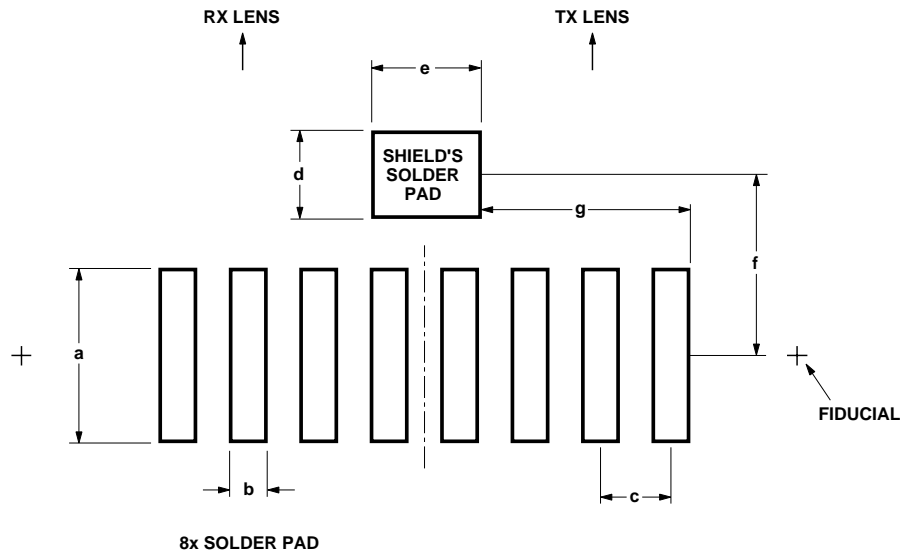 RX LENS
TX LENS
e
d
SHIELD'S
SOLDER
PAD
g
f
a
FIDUCIAL
b
c
8x SOLDER PAD